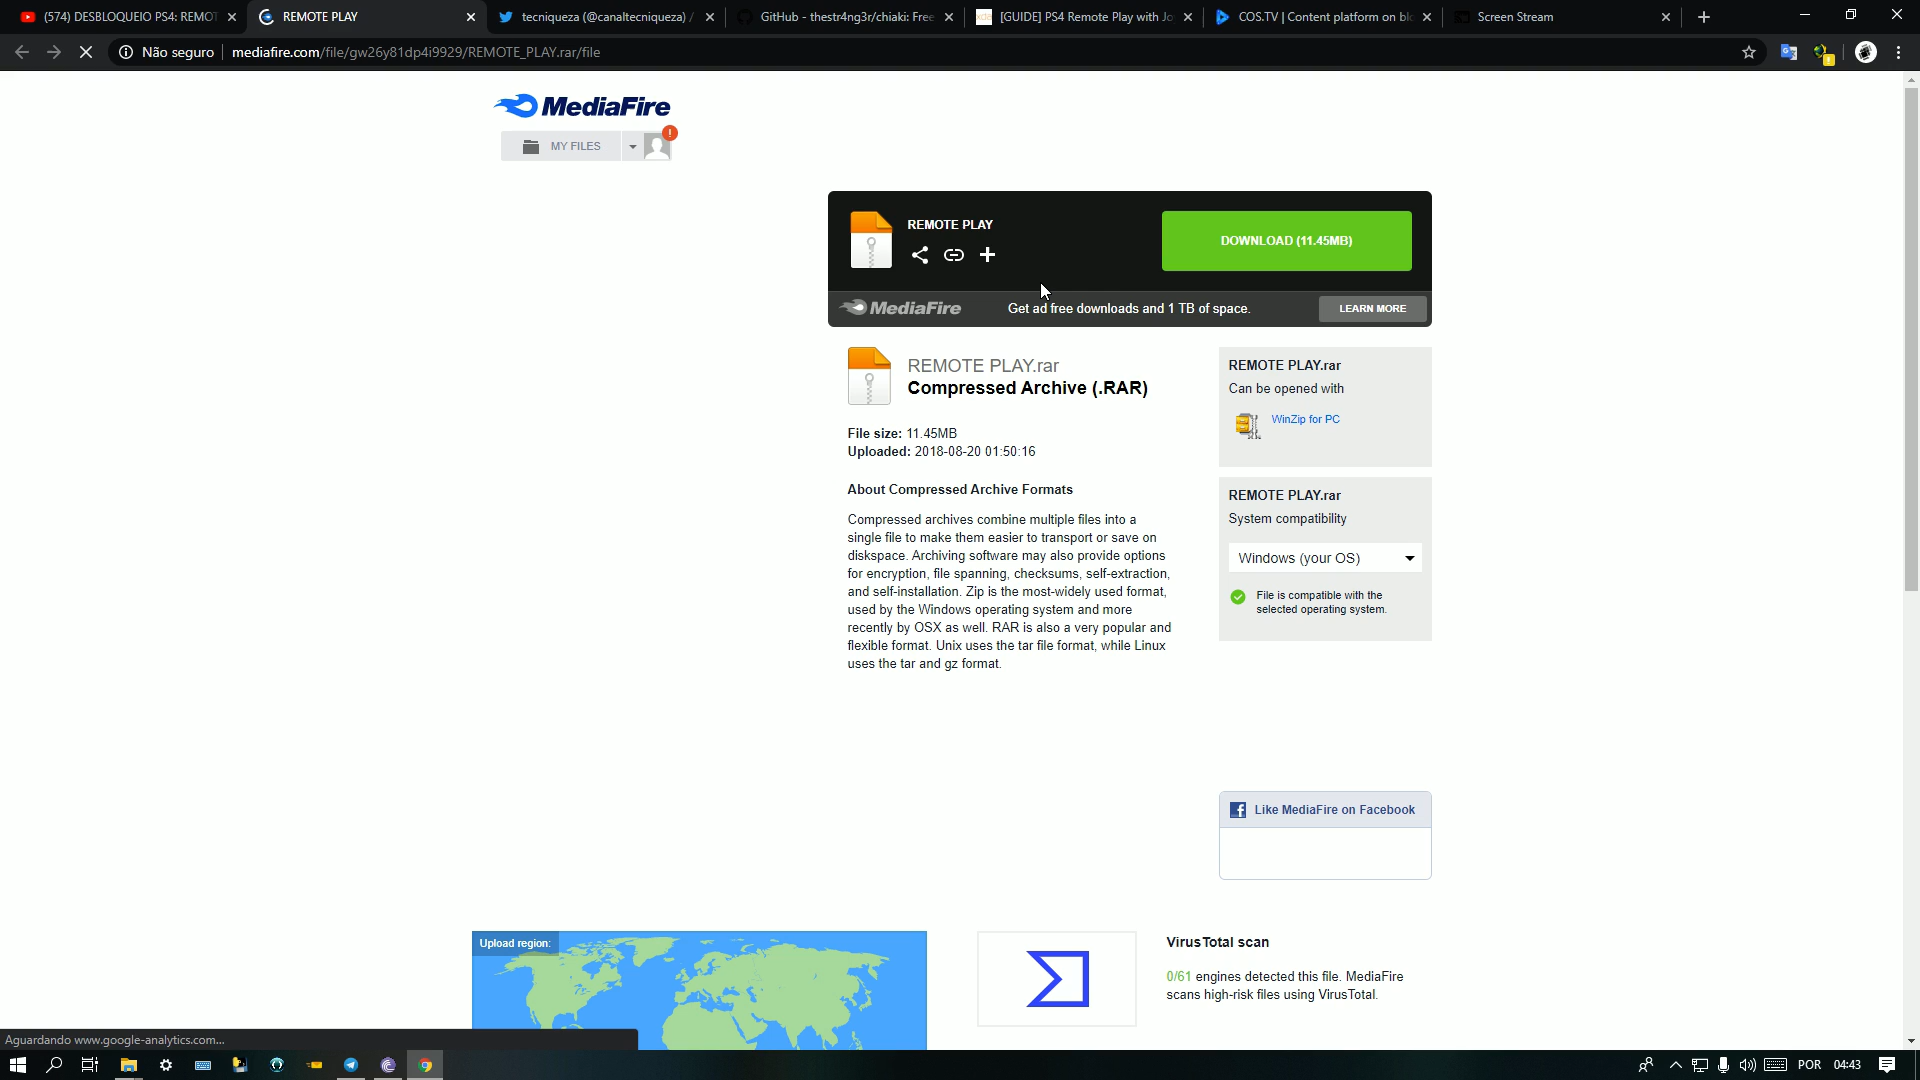 (574) DESBLOQUEIO PS4: REMOT
REMOTE PLAY
tecniqueza (@canaltecniqueza) /
GitHub - thestr4ng3r/chiaki: Free
[GUIDE] PS4 Remote Play with Jo
COS.TV | Content platform on blo
Screen Stream
Não seguro
mediafire.com/file/gw26y81dp4i9929/REMOTE_PLAY.rar/file
MediaFire
MY FILES
!
REMOTE PLAY
DOWNLOAD (11.45MB)
MediaFire
Get ad free downloads and 1 TB of space.
LEARN MORE
REMOTE PLAY.rar
Compressed Archive (.RAR)
File size: 11.45MB
Uploaded: 2018-08-20 01:50:16
About Compressed Archive Formats
Compressed archives combine multiple files into a
single file to make them easier to transport or save on
diskspace. Archiving software may also provide options
for encryption, file spanning, checksums, self-extraction,
and self-installation. Zip is the most-widely used format,
used by the Windows operating system and more
recently by OSX as well. RAR is also a very popular and
flexible format. Unix uses the tar file format, while Linux
uses the tar and gz format.
REMOTE PLAY.rar
Can be opened with
WinZip for PC
REMOTE PLAY.rar
System compatibility
Windows (your OS)
File is compatible with the
selected operating system.
Like MediaFire on Facebook
Upload region:
VirusTotal scan
0/61 engines detected this file. MediaFire
scans high-risk files using VirusTotal.
Aguardando www.google-analytics.com...
POR
04:43